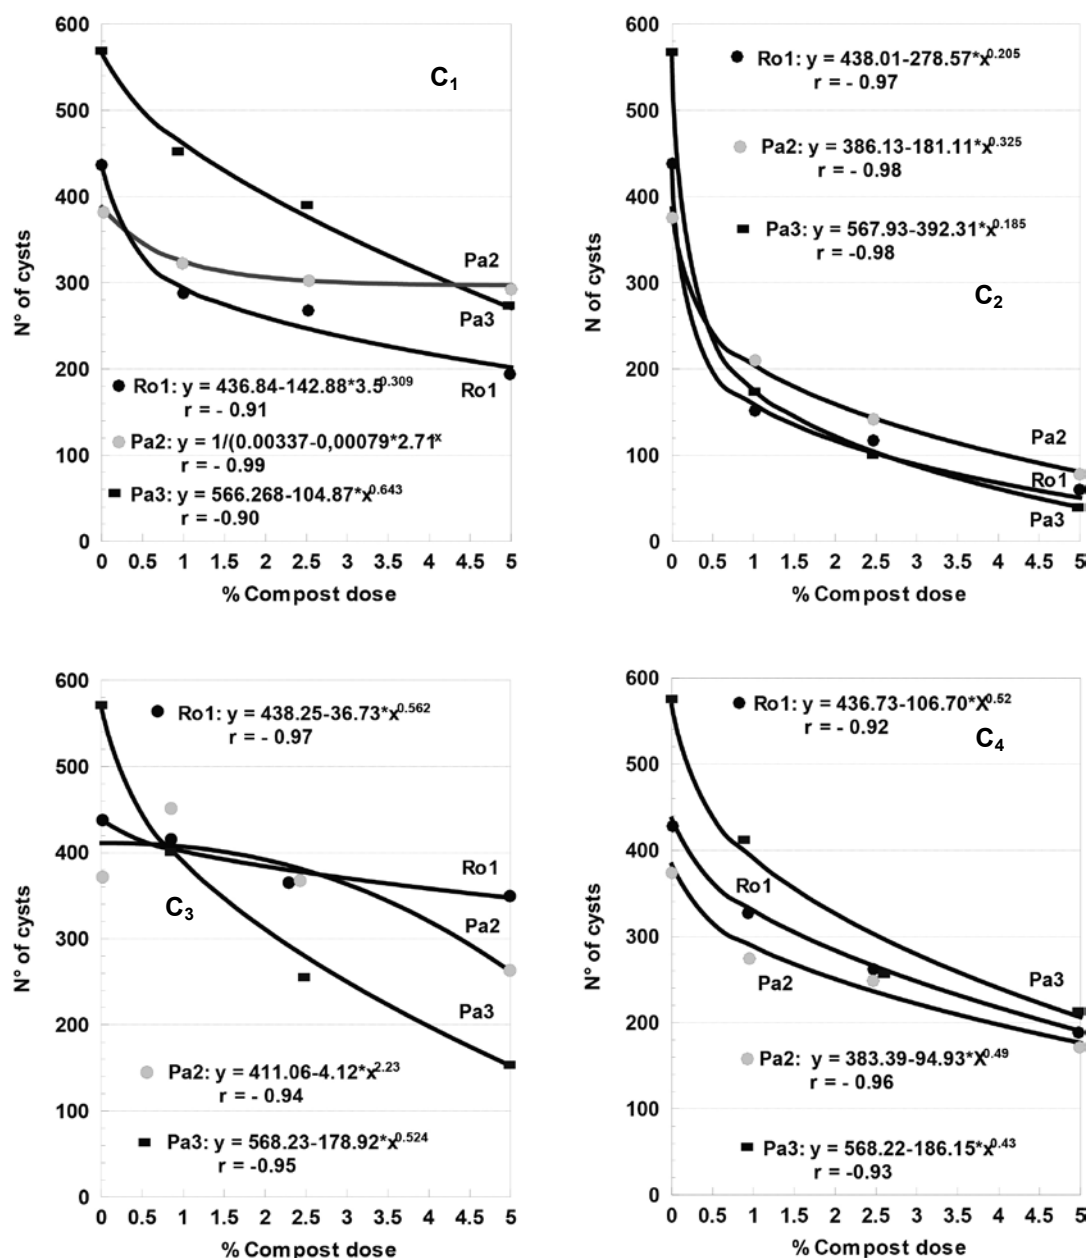 600
500
400
300
200
100
0
N° of cysts
C1
Pa2
Pa3
Ro1
Ro1: y = 436.84-142.88*3.5^0.309
r = - 0.91
Pa2: y = 1/(0.00337-0,00079*2.71^x
r = - 0.99
Pa3: y = 566.268-104.87*x^0.643
r = -0.90
0 0.5 1 1.5 2 2.5 3 3.5 4 4.5 5
% Compost dose
600
500
400
300
200
100
0
N of cysts
Ro1: y = 438.01-278.57*x^0.205
r = - 0.97
Pa2: y = 386.13-181.11*x^0.325
r = - 0.98
Pa3: y = 567.93-392.31*x^0.185
r = -0.98
C2
Pa2
Ro1
Pa3
0 0.5 1 1.5 2 2.5 3 3.5 4 4.5 5
% Compost dose
600
500
400
300
200
100
0
N° of cysts
Ro1: y = 438.25-36.73*x^0.562
r = - 0.97
Ro1
C3
Pa2
Pa3
Pa2: y = 411.06-4.12*x^2.23
r = - 0.94
Pa3: y = 568.23-178.92*x^0.524
r = -0.95
0 0.5 1 1.5 2 2.5 3 3.5 4 4.5 5
% Compost dose
600
500
400
300
200
100
0
N° of cysts
Ro1: y = 436.73-106.70*X^0.52
r = - 0.92
C4
Ro1
Pa2
Pa3
Pa2: y = 383.39-94.93*X^0.49
r = - 0.96
Pa3: y = 568.22-186.15*x^0.43
r = -0.93
0 0.5 1 1.5 2 2.5 3 3.5 4 4.5 5
% Compost dose